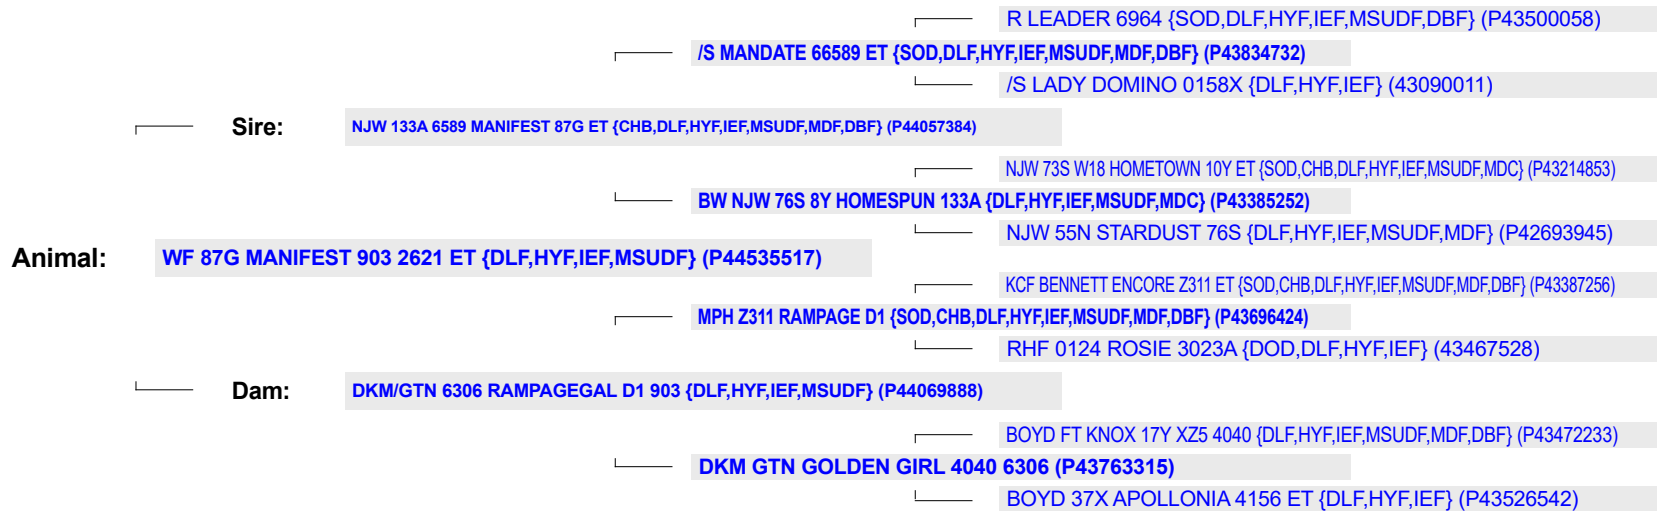 R LEADER 6964 {SOD,DLF,HYF,IEF,MSUDF,DBF} (P43500058)
/S MANDATE 66589 ET {SOD,DLF,HYF,IEF,MSUDF,MDF,DBF} (P43834732)
/S LADY DOMINO 0158X {DLF,HYF,IEF} (43090011)
Sire: NJW 133A 6589 MANIFEST 87G ET {CHB,DLF,HYF,IEF,MSUDF,MDF,DBF} (P44057384)
NJW 73S W18 HOMETOWN 10Y ET {SOD,CHB,DLF,HYF,IEF,MSUDF,MDC} (P43214853)
BW NJW 76S 8Y HOMESPUN 133A {DLF,HYF,IEF,MSUDF,MDC} (P43385252)
NJW 55N STARDUST 76S {DLF,HYF,IEF,MSUDF,MDF} (P42693945)
Animal: WF 87G MANIFEST 903 2621 ET {DLF,HYF,IEF,MSUDF} (P44535517)
KCF BENNETT ENCORE Z311 ET {SOD,CHB,DLF,HYF,IEF,MSUDF,MDF,DBF} (P43387256)
MPH Z311 RAMPAGE D1 {SOD,CHB,DLF,HYF,IEF,MSUDF,MDF,DBF} (P43696424)
RHF 0124 ROSIE 3023A {DOD,DLF,HYF,IEF} (43467528)
Dam: DKM/GTN 6306 RAMPAGEGAL D1 903 {DLF,HYF,IEF,MSUDF} (P44069888)
BOYD FT KNOX 17Y XZ5 4040 {DLF,HYF,IEF,MSUDF,MDF,DBF} (P43472233)
DKM GTN GOLDEN GIRL 4040 6306 (P43763315)
BOYD 37X APOLLONIA 4156 ET {DLF,HYF,IEF} (P43526542)